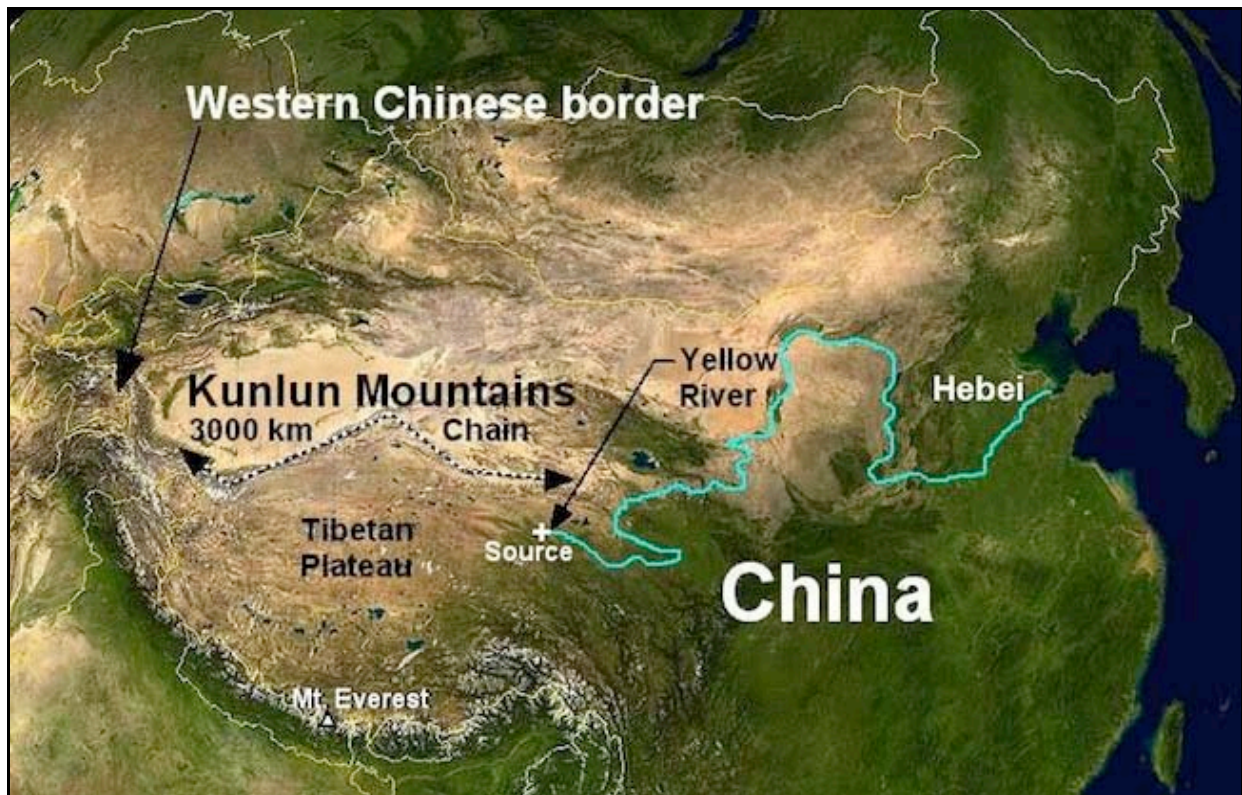 Western Chinese border
Yellow
River
Kunlun Mountains
3000 km
Chain
Hebei
Tibetan
Plateau
Source
China
Mt. Everest